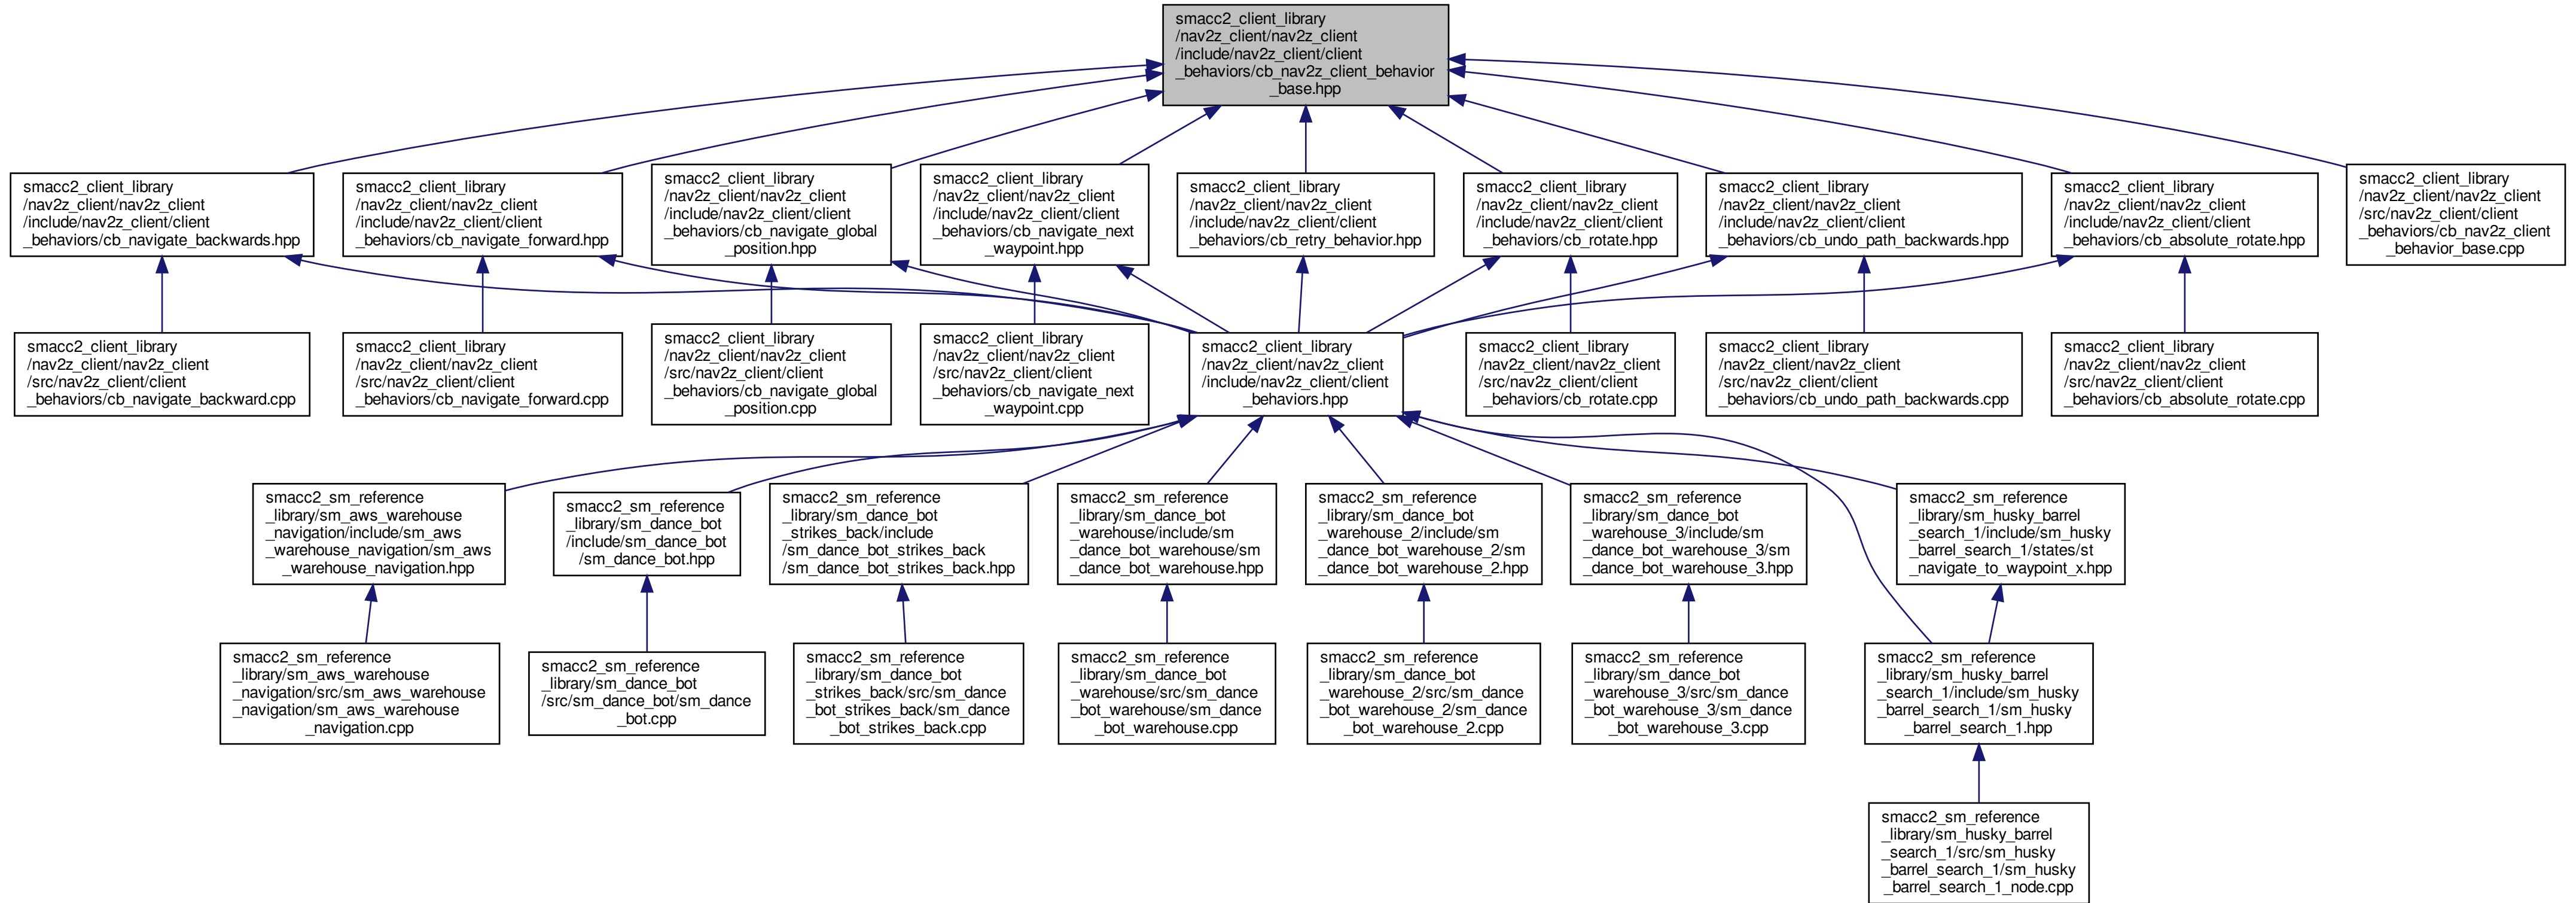 smacc2_client_library
/nav2z_client/nav2z_client
/include/nav2z_client/client
_behaviors/cb_nav2z_client_behavior
_base.hpp
smacc2_client_library
/nav2z_client/nav2z_client
/include/nav2z_client/client
_behaviors/cb_navigate_backwards.hpp
smacc2_client_library
/nav2z_client/nav2z_client
/include/nav2z_client/client
_behaviors/cb_navigate_forward.hpp
smacc2_client_library
/nav2z_client/nav2z_client
/include/nav2z_client/client
_behaviors/cb_navigate_global
_position.hpp
smacc2_client_library
/nav2z_client/nav2z_client
/include/nav2z_client/client
_behaviors/cb_navigate_next
_waypoint.hpp
smacc2_client_library
/nav2z_client/nav2z_client
/include/nav2z_client/client
_behaviors/cb_retry_behavior.hpp
smacc2_client_library
/nav2z_client/nav2z_client
/include/nav2z_client/client
_behaviors/cb_rotate.hpp
smacc2_client_library
/nav2z_client/nav2z_client
/include/nav2z_client/client
_behaviors/cb_undo_path_backwards.hpp
smacc2_client_library
/nav2z_client/nav2z_client
/include/nav2z_client/client
_behaviors/cb_absolute_rotate.hpp
smacc2_client_library
/nav2z_client/nav2z_client
/src/nav2z_client/client
_behaviors/cb_nav2z_client
_behavior_base.cpp
smacc2_client_library
/nav2z_client/nav2z_client
/src/nav2z_client/client
_behaviors/cb_navigate_backward.cpp
smacc2_client_library
/nav2z_client/nav2z_client
/src/nav2z_client/client
_behaviors/cb_navigate_forward.cpp
smacc2_client_library
/nav2z_client/nav2z_client
/src/nav2z_client/client
_behaviors/cb_navigate_global
_position.cpp
smacc2_client_library
/nav2z_client/nav2z_client
/src/nav2z_client/client
_behaviors/cb_navigate_next
_waypoint.cpp
smacc2_client_library
/nav2z_client/nav2z_client
/include/nav2z_client/client
_behaviors.hpp
smacc2_client_library
/nav2z_client/nav2z_client
/src/nav2z_client/client
_behaviors/cb_rotate.cpp
smacc2_client_library
/nav2z_client/nav2z_client
/src/nav2z_client/client
_behaviors/cb_undo_path_backwards.cpp
smacc2_client_library
/nav2z_client/nav2z_client
/src/nav2z_client/client
_behaviors/cb_absolute_rotate.cpp
smacc2_sm_reference
_library/sm_aws_warehouse
_navigation/include/sm_aws
_warehouse_navigation/sm_aws
_warehouse_navigation.hpp
smacc2_sm_reference
_library/sm_dance_bot
/include/sm_dance_bot
/sm_dance_bot.hpp
smacc2_sm_reference
_library/sm_dance_bot
_strikes_back/include
/sm_dance_bot_strikes_back
/sm_dance_bot_strikes_back.hpp
smacc2_sm_reference
_library/sm_dance_bot
_warehouse/include/sm
_dance_bot_warehouse/sm
_dance_bot_warehouse.hpp
smacc2_sm_reference
_library/sm_dance_bot
_warehouse_2/include/sm
_dance_bot_warehouse_2/sm
_dance_bot_warehouse_2.hpp
smacc2_sm_reference
_library/sm_dance_bot
_warehouse_3/include/sm
_dance_bot_warehouse_3/sm
_dance_bot_warehouse_3.hpp
smacc2_sm_reference
_library/sm_husky_barrel
_search_1/include/sm_husky
_barrel_search_1/states/st
_navigate_to_waypoint_x.hpp
smacc2_sm_reference
_library/sm_aws_warehouse
_navigation/src/sm_aws_warehouse
_navigation/sm_aws_warehouse
_navigation.cpp
smacc2_sm_reference
_library/sm_dance_bot
/src/sm_dance_bot/sm_dance
_bot.cpp
smacc2_sm_reference
_library/sm_dance_bot
_strikes_back/src/sm_dance
_bot_strikes_back/sm_dance
_bot_strikes_back.cpp
smacc2_sm_reference
_library/sm_dance_bot
_warehouse/src/sm_dance
_bot_warehouse/sm_dance
_bot_warehouse.cpp
smacc2_sm_reference
_library/sm_dance_bot
_warehouse_2/src/sm_dance
_bot_warehouse_2/sm_dance
_bot_warehouse_2.cpp
smacc2_sm_reference
_library/sm_dance_bot
_warehouse_3/src/sm_dance
_bot_warehouse_3/sm_dance
_bot_warehouse_3.cpp
smacc2_sm_reference
_library/sm_husky_barrel
_search_1/include/sm_husky
_barrel_search_1/sm_husky
_barrel_search_1.hpp
smacc2_sm_reference
_library/sm_husky_barrel
_search_1/src/sm_husky
_barrel_search_1/sm_husky
_barrel_search_1_node.cpp